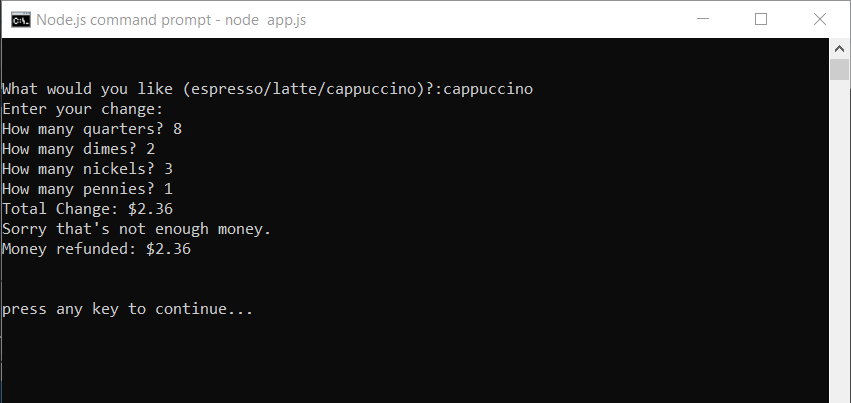 Node.js command prompt - node  app.js
What would you like (espresso/latte/cappuccino)?:cappuccino
Enter your change:
How many quarters? 8
How many dimes? 2
How many nickels? 3
How many pennies? 1
Total Change: $2.36
Sorry that's not enough money.
Money refunded: $2.36
press any key to continue...